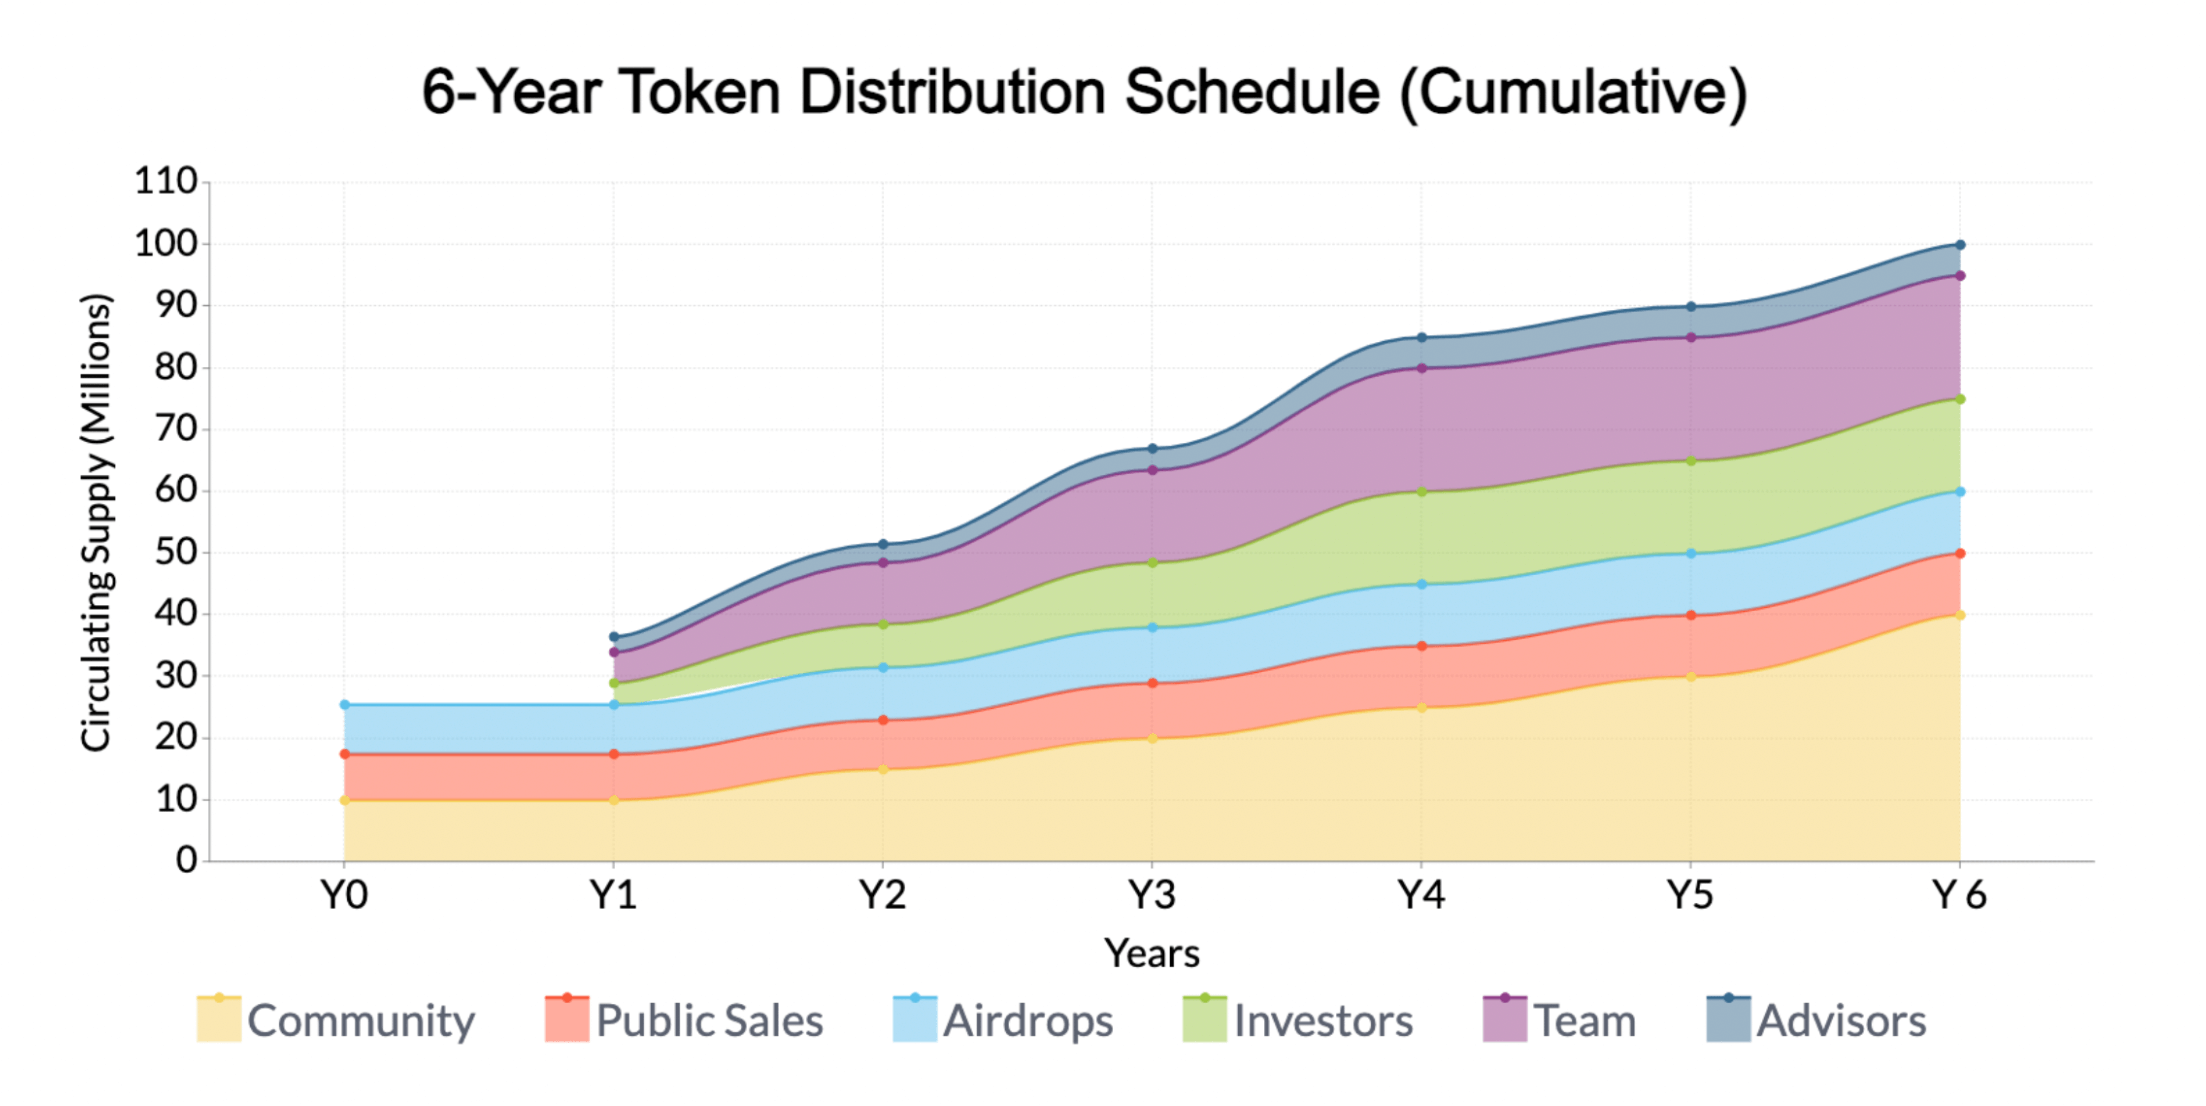 6-Year Token Distribution Schedule (Cumulative)
Circulating Supply (Millions)
110
100
90
80
70
60
50
40
30
20
10
0
Y0 Y1 Y2 Y3 Y4 Y5 Y 6
Years
Community Public Sales Airdrops Investors Team Advisors